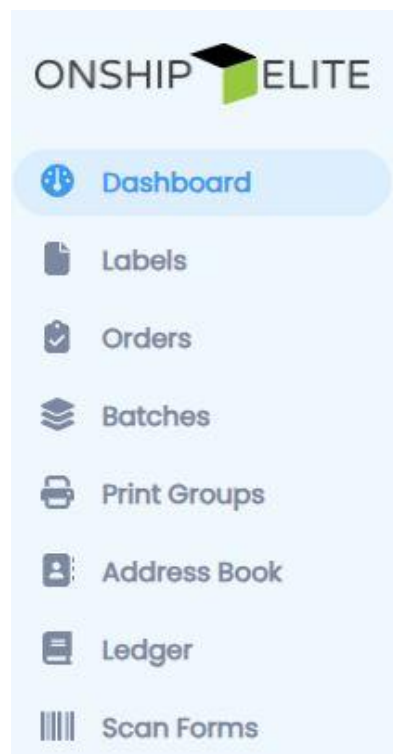 ONSHIP ELITE
Dashboard
Labels
Orders
Batches
Print Groups
Address Book
Ledger
Scan Forms